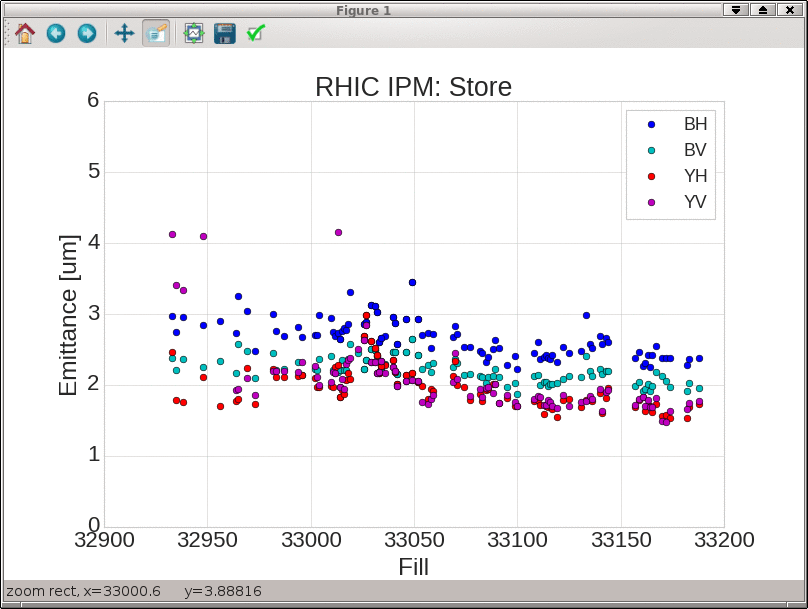 Figure 1
RHIC IPM: Store
6
5
4
3
2
1
0
Emittance [um]
BH
BV
YH
YV
32900 32950 33000 33050 33100 33150 33200
Fill
zoom rect, x=33000.6 y=3.88816